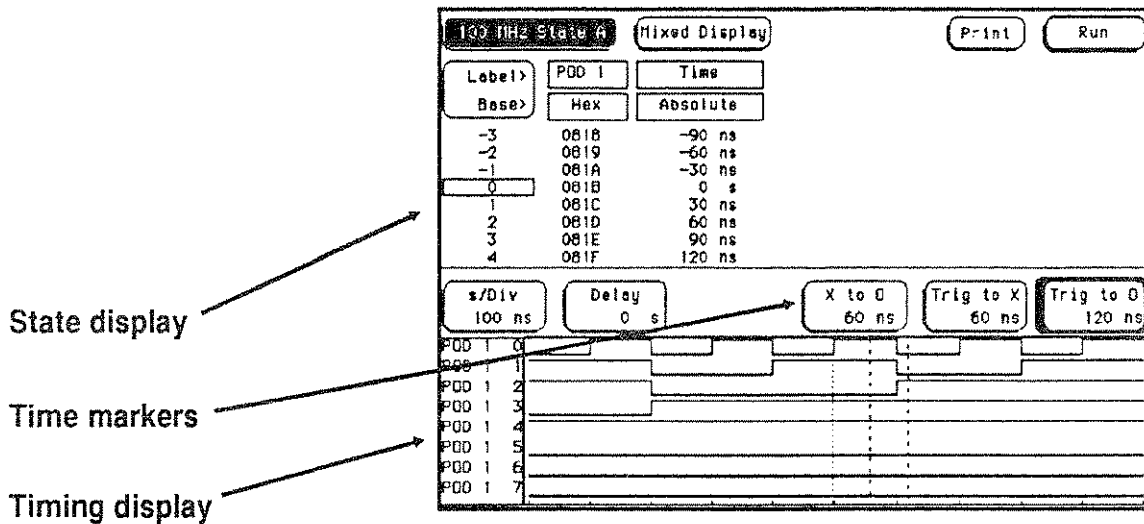 100 MHz State A Mixed Display Print Run
Label> POD 1 Time
Base> Hex Absolute
-3 0818 -90 ns
-2 0819 -60 ns
-1 081A -30 ns
0 081B 0 s
1 081C 30 ns
2 081D 60 ns
3 081E 90 ns
4 081F 120 ns
s/Div Delay X to O Trig to X Trig to O
100 ns 0 s 60 ns 60 ns 120 ns
POD 1 0
POD 1 1
POD 1 2
POD 1 3
POD 1 4
POD 1 5
POD 1 6
POD 1 7
State display
Time markers
Timing display